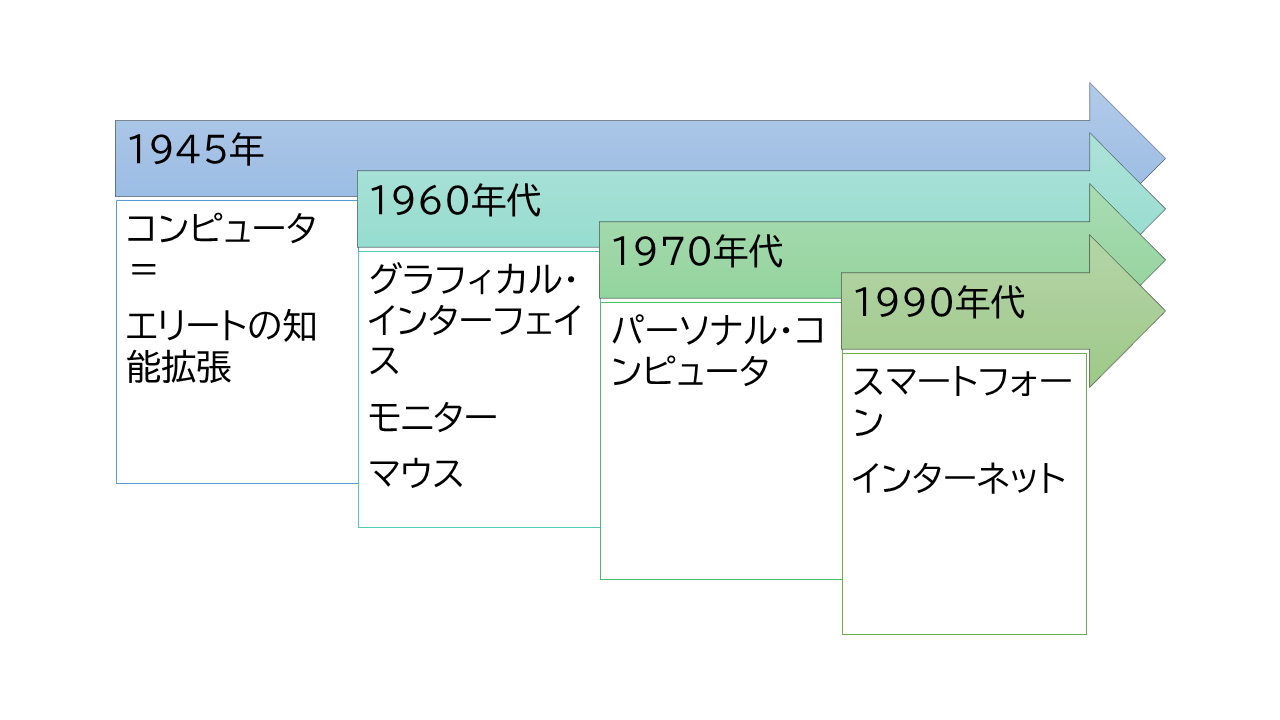 1945年
コンピュータ
＝
エリートの知
能拡張
1960年代
グラフィカル・
インターフェイ
ス
モニター
マウス
1970年代
パーソナル・コ
ンピュータ
1990年代
スマートフォー
ン
インターネット